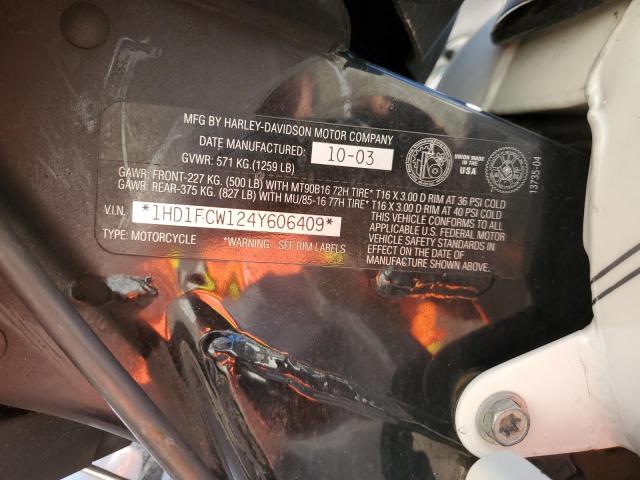 MFG BY HARLEY-DAVIDSON MOTOR COMPANY
DATE MANUFACTURED: 10-03
GVWR: 571 KG.(1259 LB)
GAWR: FRONT-227 KG. (500 LB) WITH MT90B16 72H TIRE* T16 X 3.00 D RIM AT 36 PSI COLD
GAWR: REAR-375 KG. (827 LB) WITH MU/85-16 77H TIRE* T16 X 3.00 D RIM AT 40 PSI COLD
V.I.N. *1HD1FCW124Y606409*
TYPE: MOTORCYCLE *WARNING SEE RIM LABELS
THIS VEHICLE CONFORMS TO ALL
APPLICABLE U.S. FEDERAL MOTOR
VEHICLE SAFETY STANDARDS IN
EFFECT ON THE DATE OF
MANUFACTURE SHOWN ABOVE.
UNION MADE IN
THE
USA
13735-04